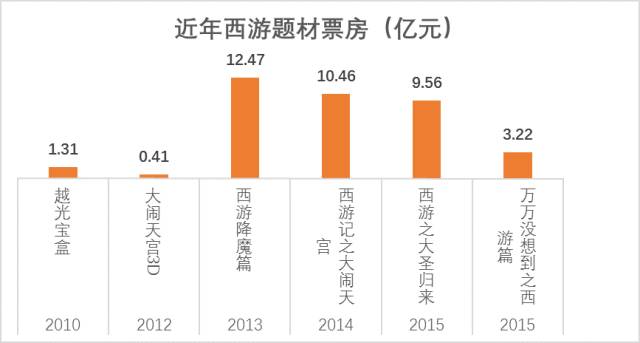 近年西游题材票房（亿元）
12.47
10.46
9.56
3.22
1.31
0.41
越光宝盒
大闹天宫3D
西游降魔篇
西游记之大闹天
宫
西游之大圣归来
万万没想到之西
游篇
2010
2012
2013
2014
2015
2015